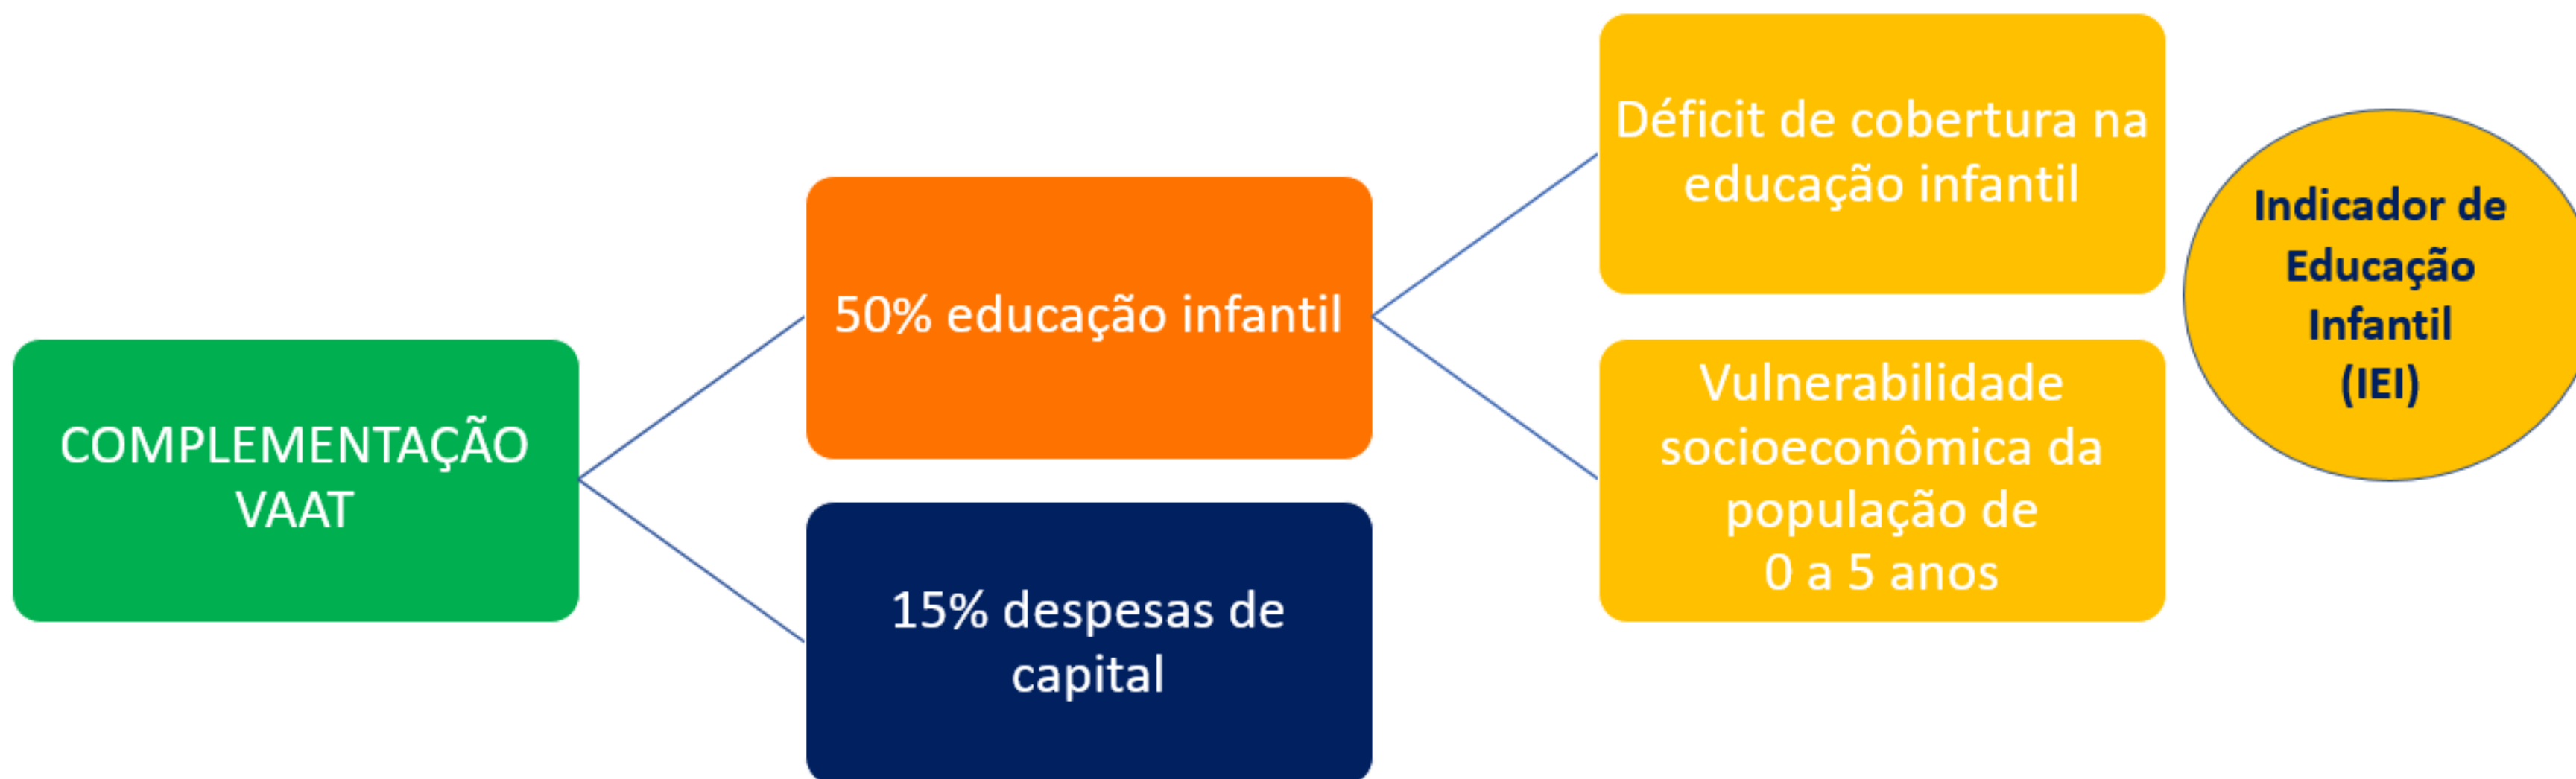 COMPLEMENTAÇÃO
VAAT
50% educação infantil
15% despesas de
capital
Déficit de cobertura na
educação infantil
Vulnerabilidade
socioeconômica da
população de
0 a 5 anos
Indicador de
Educação
Infantil
(IEI)